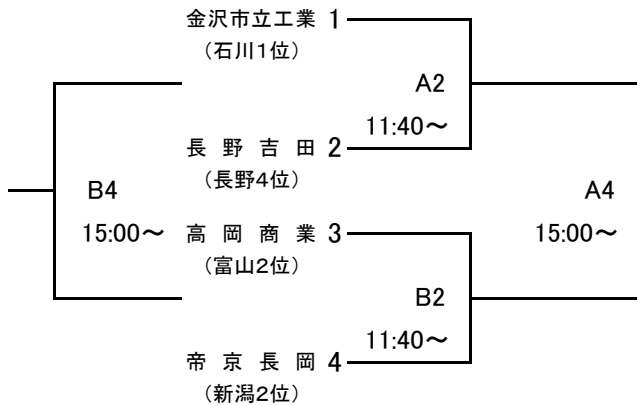 金沢市立工業 1
(石川1位)
A2
11:40～
長野吉田 2
(長野4位)
B4
15:00～
A4
15:00～
高岡商業 3
(富山2位)
B2
11:40～
帝京長岡 4
(新潟2位)